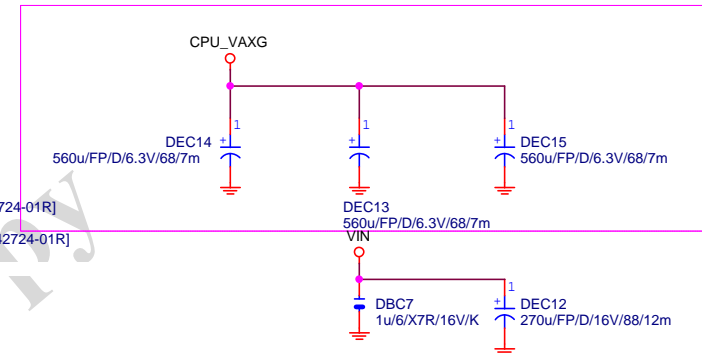 CPU_VAXG
1
1
1
+
+
+
DEC14
560u/FP/D/6.3V/68/7m
DEC15
560u/FP/D/6.3V/68/7m
724-01R]
DEC13
560u/FP/D/6.3V/68/7m
42724-01R]
VIN
1
DBC7
1u/6/X7R/16V/K
+
DEC12
270u/FP/D/16V/88/12m
py